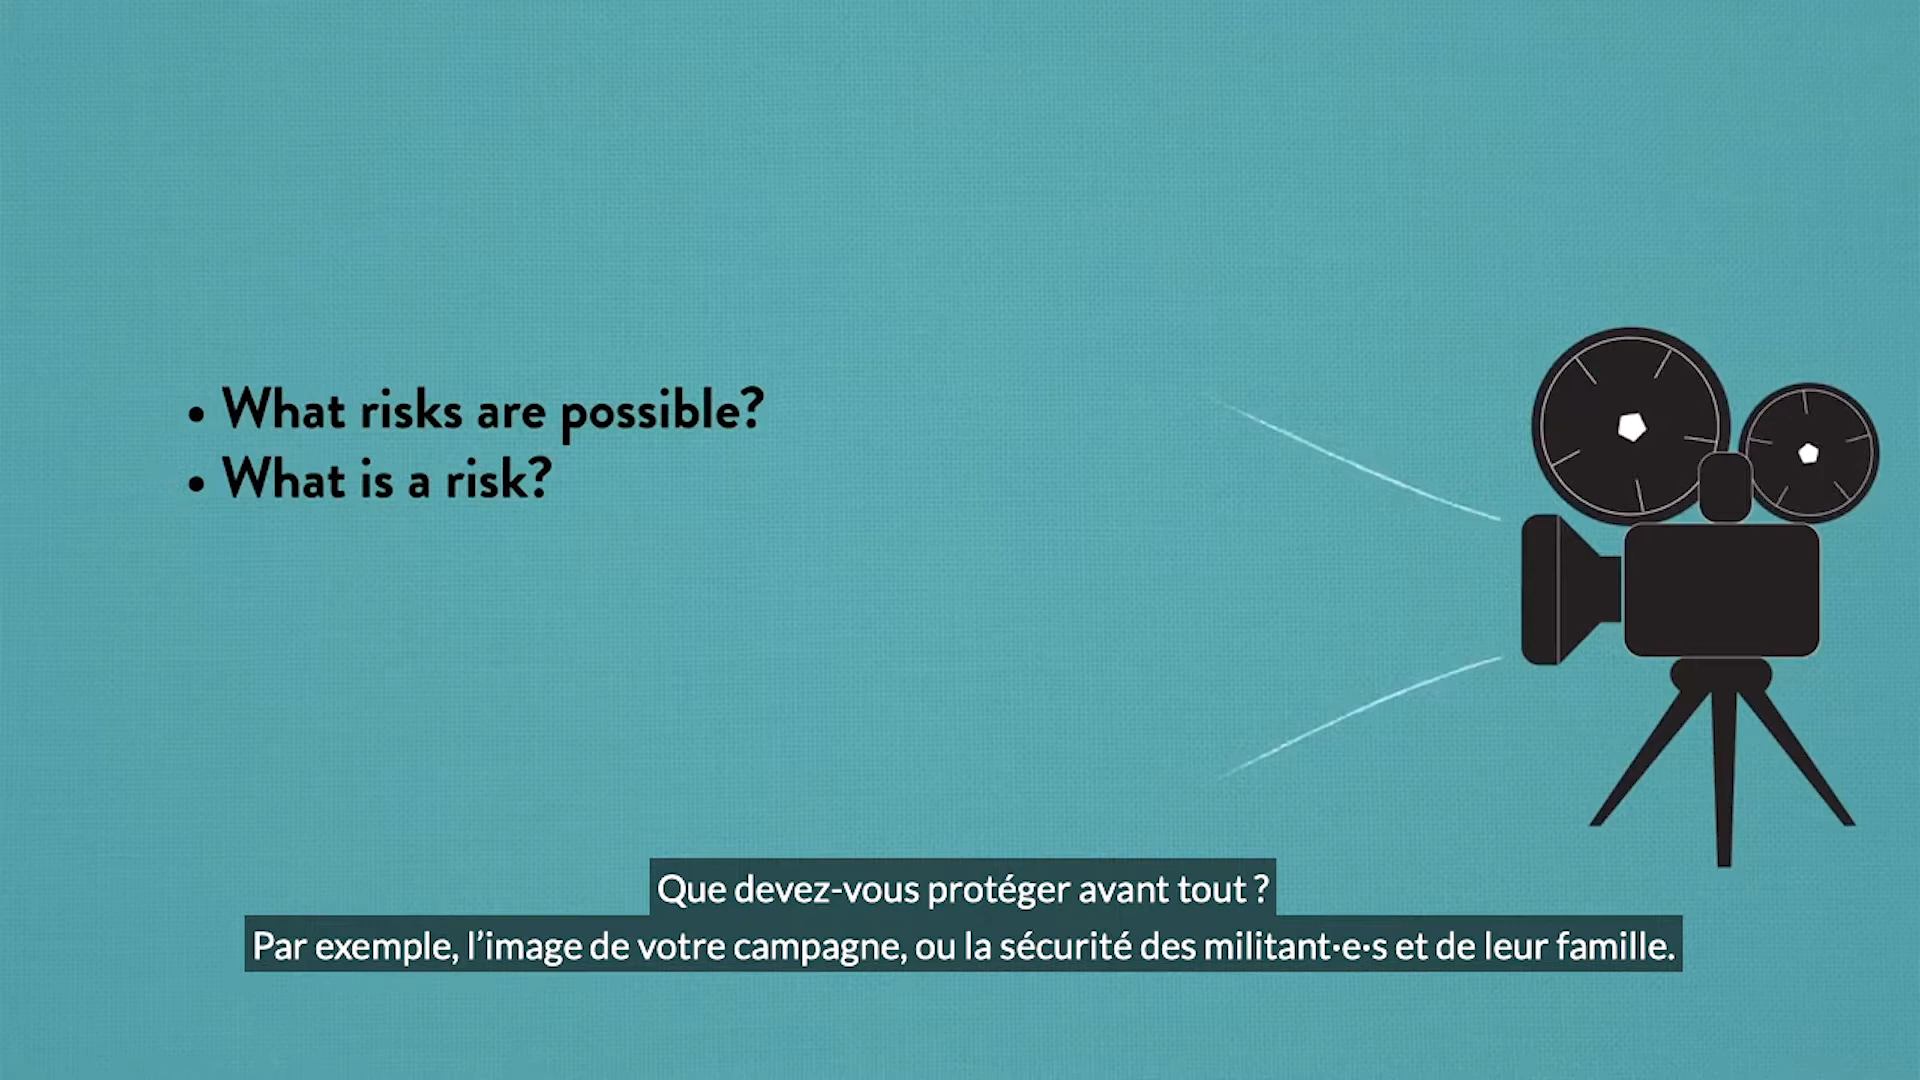 • What risks are possible?
• What is a risk?
Que devez-vous protéger avant tout ?
Par exemple, l’image de votre campagne, ou la sécurité des militant·e·s et de leur famille.